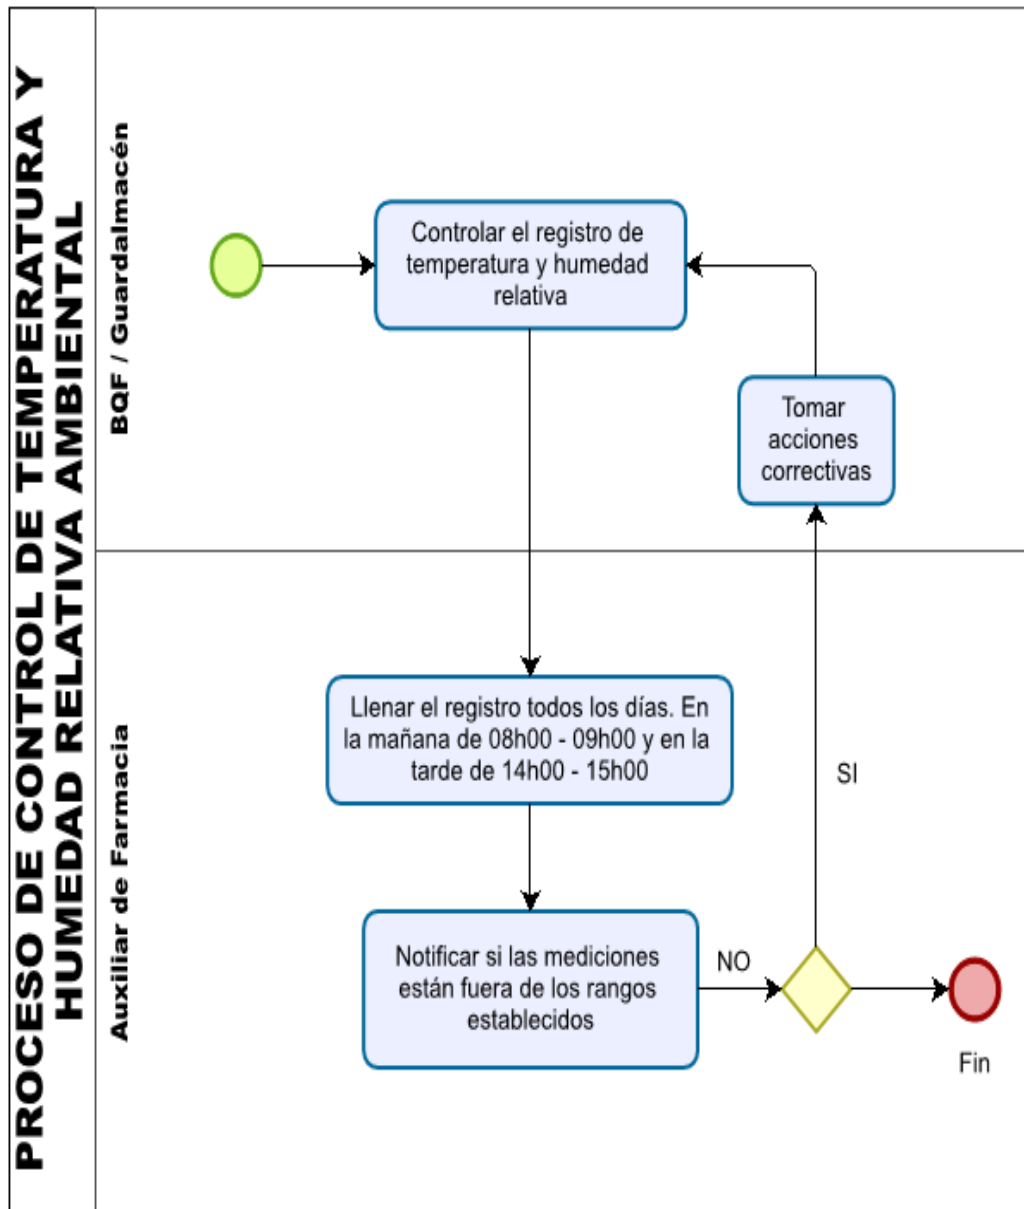 PROCESO DE CONTROL DE TEMPERATURA Y
HUMEDAD RELATIVA AMBIENTAL
BQF / Guardalmacén
Controlar el registro de
temperatura y humedad
relativa
Tomar
acciones
correctivas
Auxiliar de Farmacia
Llenar el registro todos los días. En
la mañana de 08h00 - 09h00 y en la
tarde de 14h00 - 15h00
SI
Notificar si las mediciones
están fuera de los rangos
establecidos
NO
Fin